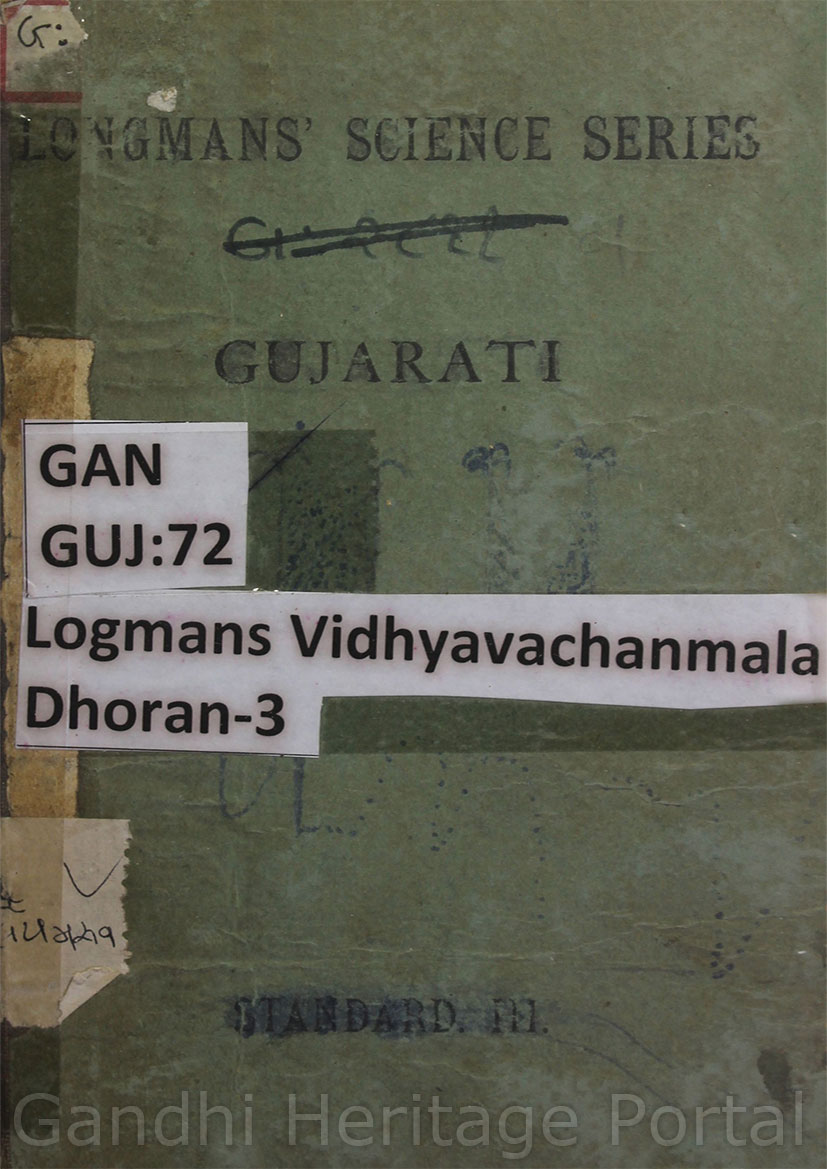 G:
LONGMANS' SCIENCE SERIES
GUJARATI
GAN
GUJ:72
Logmans Vidhyavachanmala
Dhoran-3
STANDARD. III.
Gandhi Heritage Portal